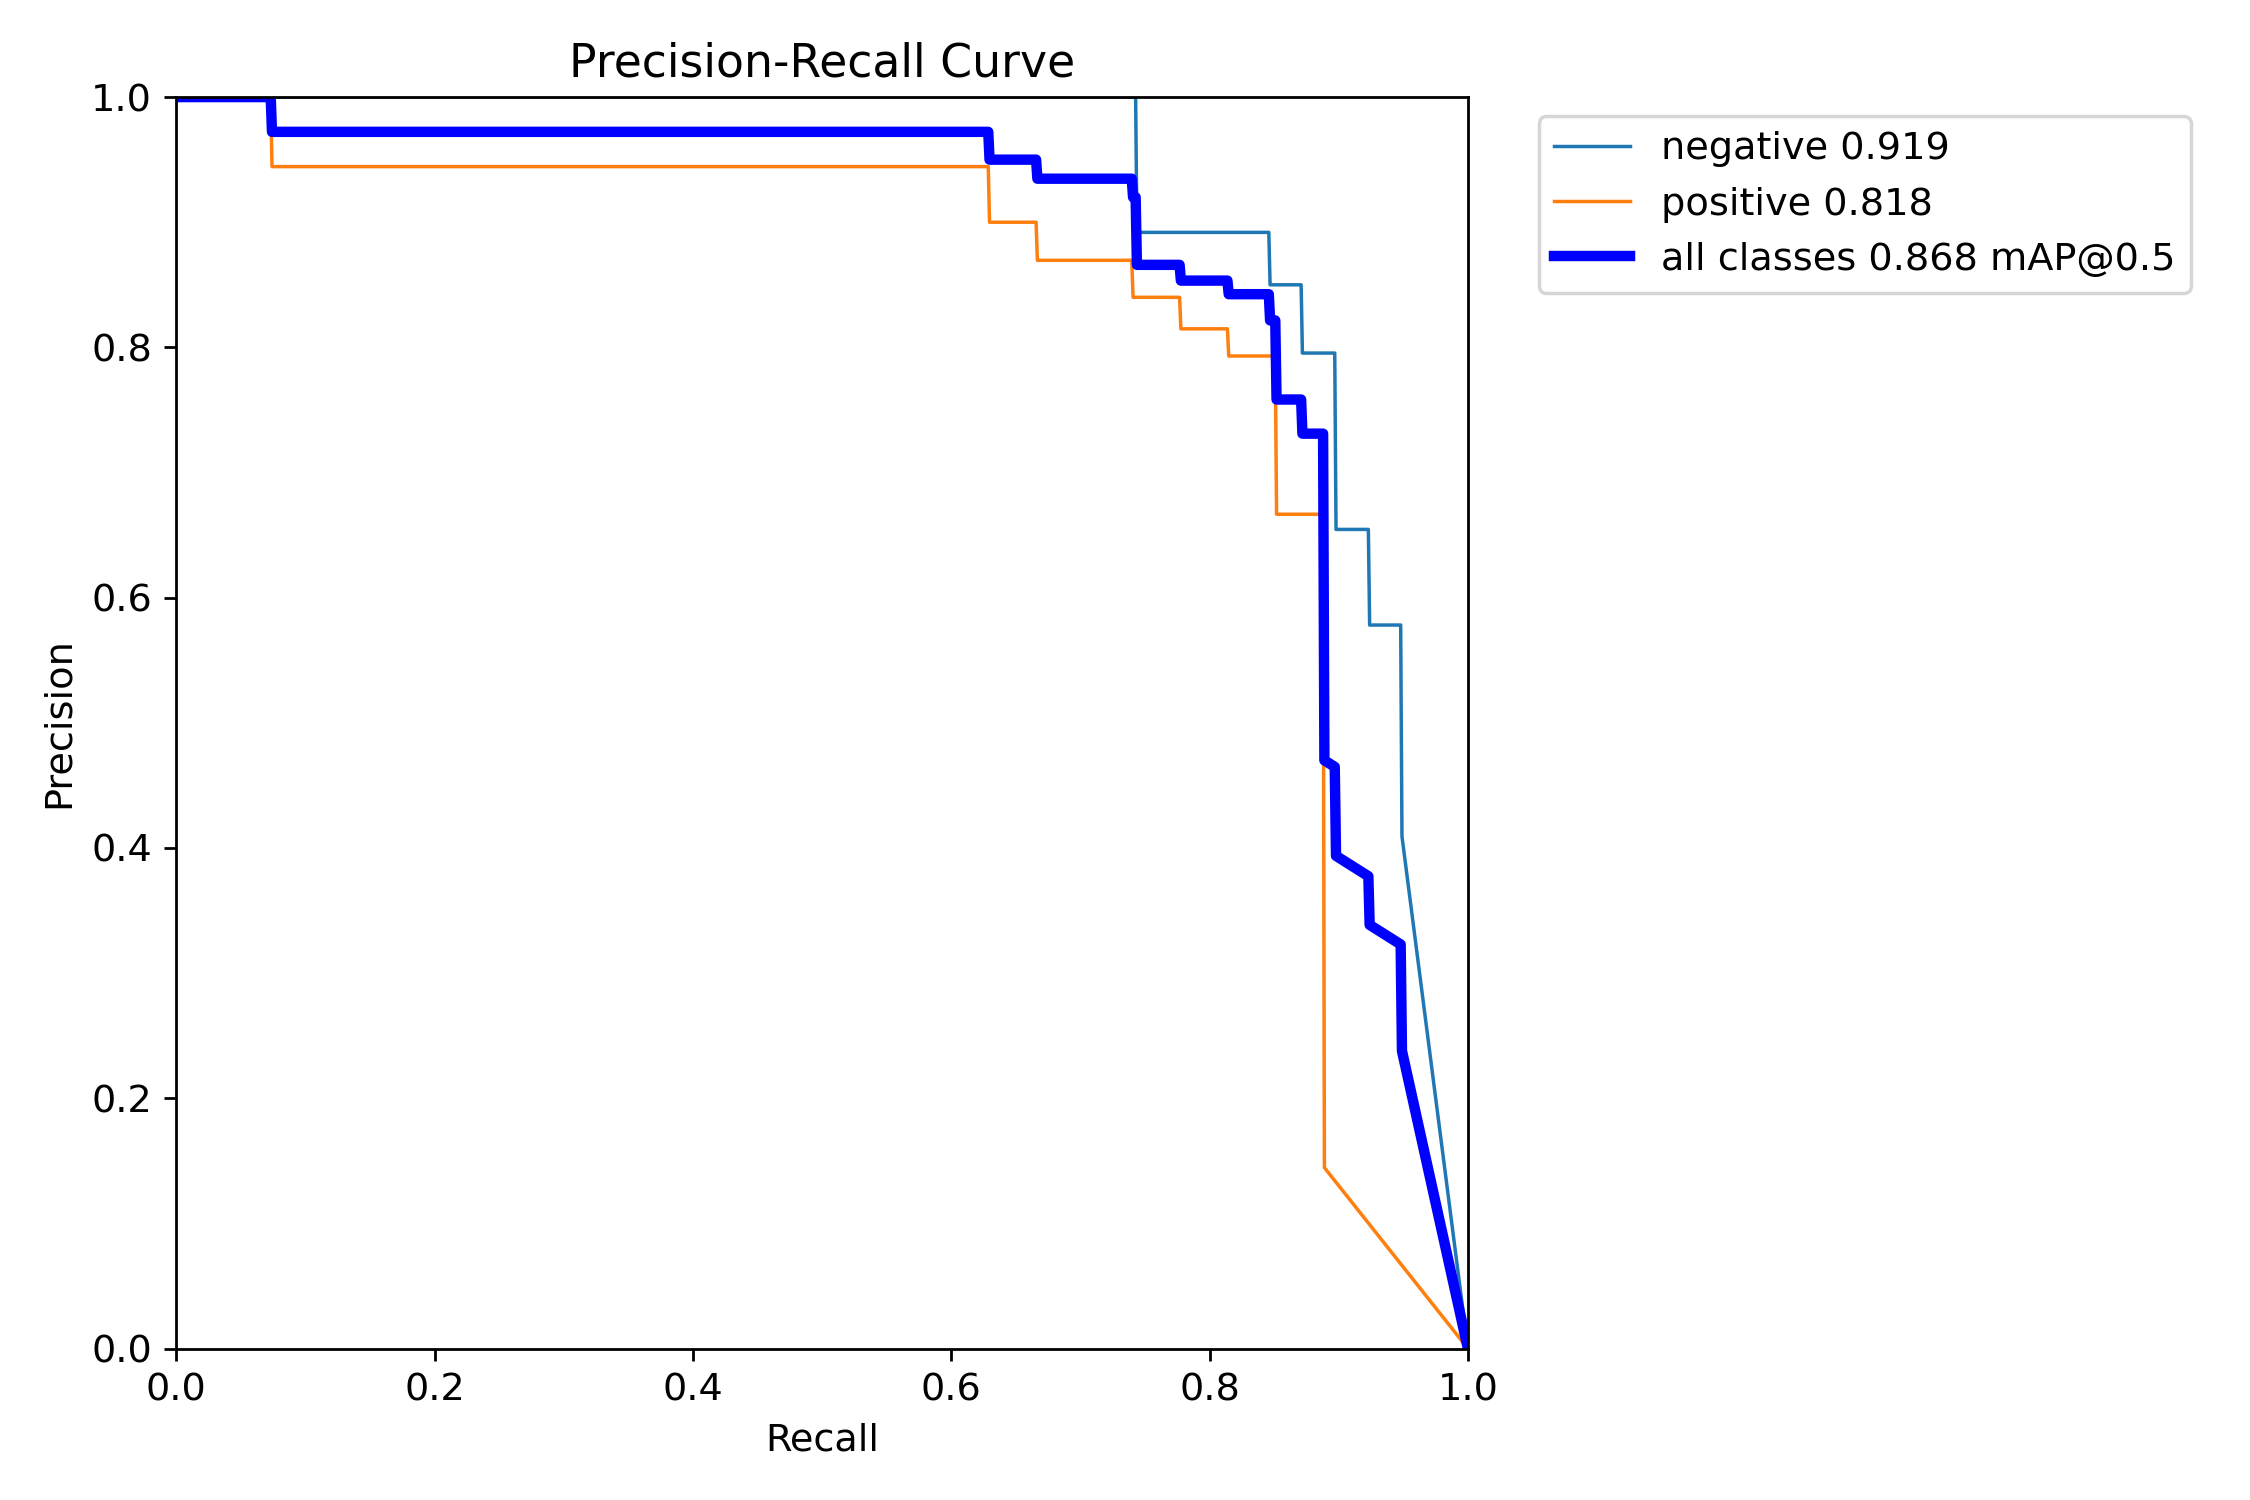 Precision-Recall Curve
1.0
0.8
0.6
0.4
0.2
0.0
Precision
0.0 0.2 0.4 0.6 0.8 1.0
Recall
negative 0.919
positive 0.818
all classes 0.868 mAP@0.5